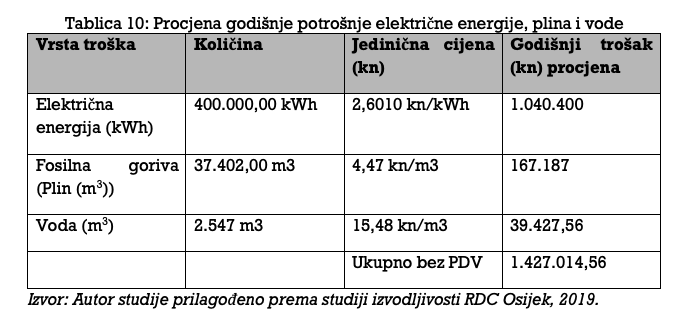 Tablica 10: Procjena godišnje potrošnje električne energije, plina i vode
Vrsta troška Količina Jedinična cijena (kn) Godišnji trošak (kn) procjena
Električna energija (kWh) 400.000,00 kWh 2,6010 kn/kWh 1.040.400
Fosilna goriva (Plin (m³)) 37.402,00 m3 4,47 kn/m3 167.187
Voda (m³) 2.547 m3 15,48 kn/m3 39.427,56
Ukupno bez PDV 1.427.014,56
Izvor: Autor studije prilagođeno prema studiji izvodljivosti RDC Osijek, 2019.